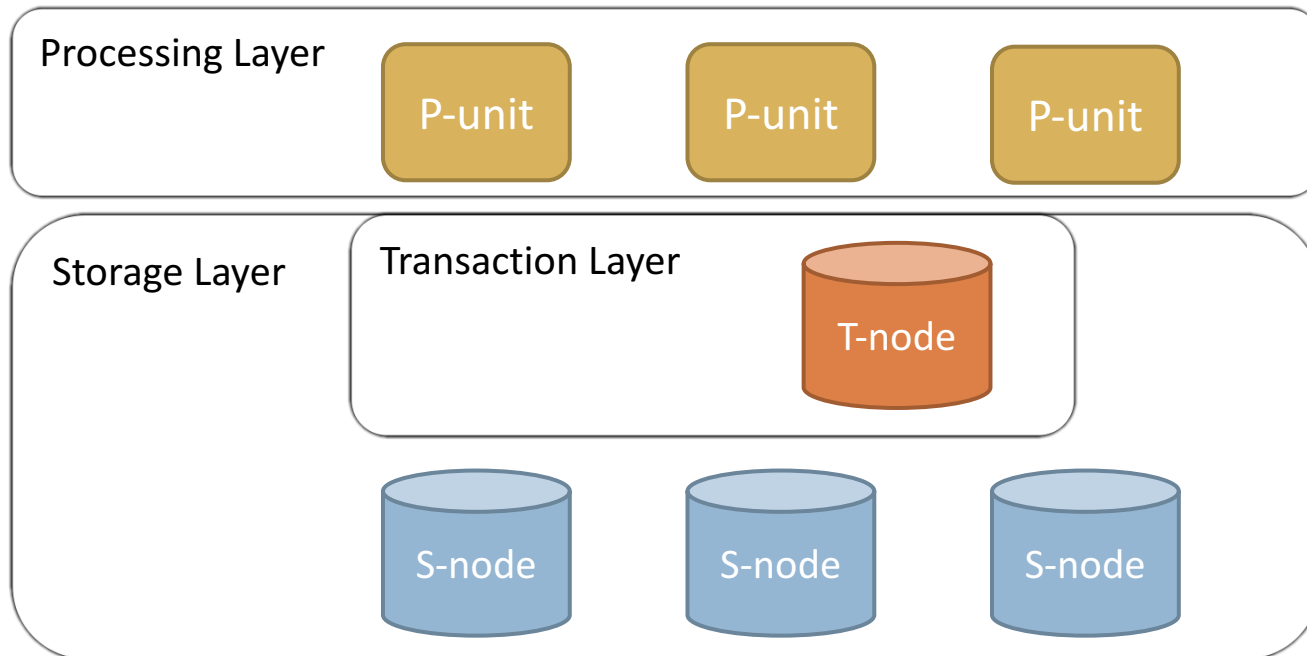 Processing Layer
P-unit
P-unit
P-unit
Storage Layer
Transaction Layer
T-node
S-node
S-node
S-node